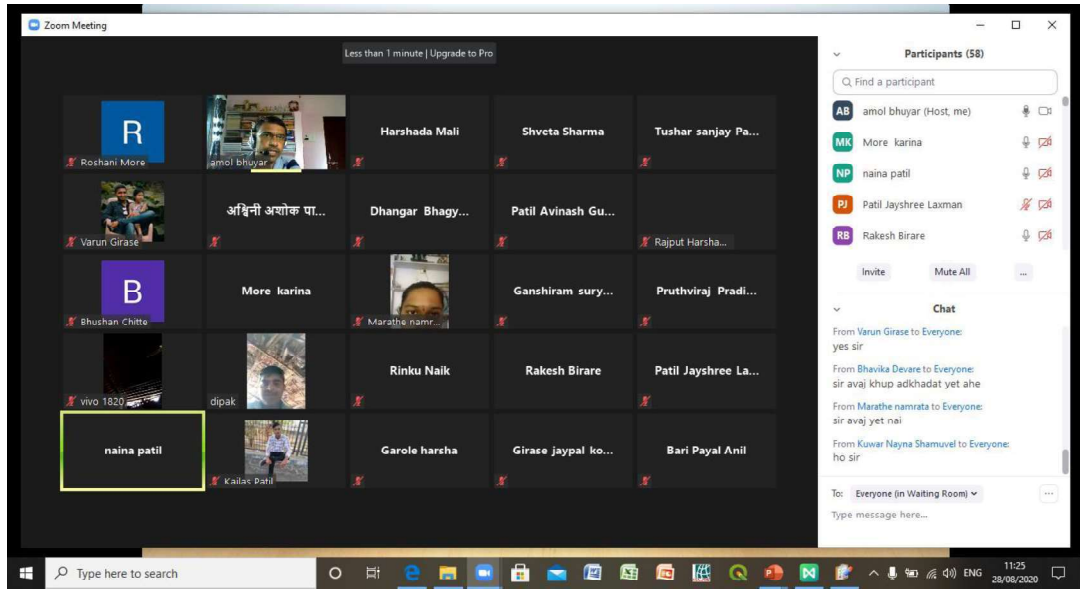 Zoom Meeting
Less than 1 minute | Upgrade to Pro
R
Roshani More
amol bhuyar
Harshada Mali
Shveta Sharma
Tushar sanjay Pa...
Varun Girase
अश्विनी अशोक पा...
Dhangar Bhagy...
Patil Avinash Gu...
Rajput Harsha...
B
Bhushan Chitte
More karina
Marathe namr...
Ganshiram sury...
Pruthviraj Pradi...
vivo 1820
dipak
Rinku Naik
Rakesh Birare
Patil Jayshree La...
naina patil
Kailas Patil
Garole harsha
Girase jaypal ko...
Bari Payal Anil
Participants (58)
Find a participant
AB amol bhuyar (Host, me)
MK More karina
NP naina patil
PJ Patil Jayshree Laxman
RB Rakesh Birare
Invite Mute All ...
Chat
From Varun Girase to Everyone:
yes sir
From Bhavika Devare to Everyone:
sir avaj khup adkhadat yet ahe
From Marathe namrata to Everyone:
sir avaj yet nai
From Kuwar Nayna Shamuvel to Everyone:
ho sir
To: Everyone (in Waiting Room)
Type message here...
Type here to search
ENG
11:25
28/08/2020